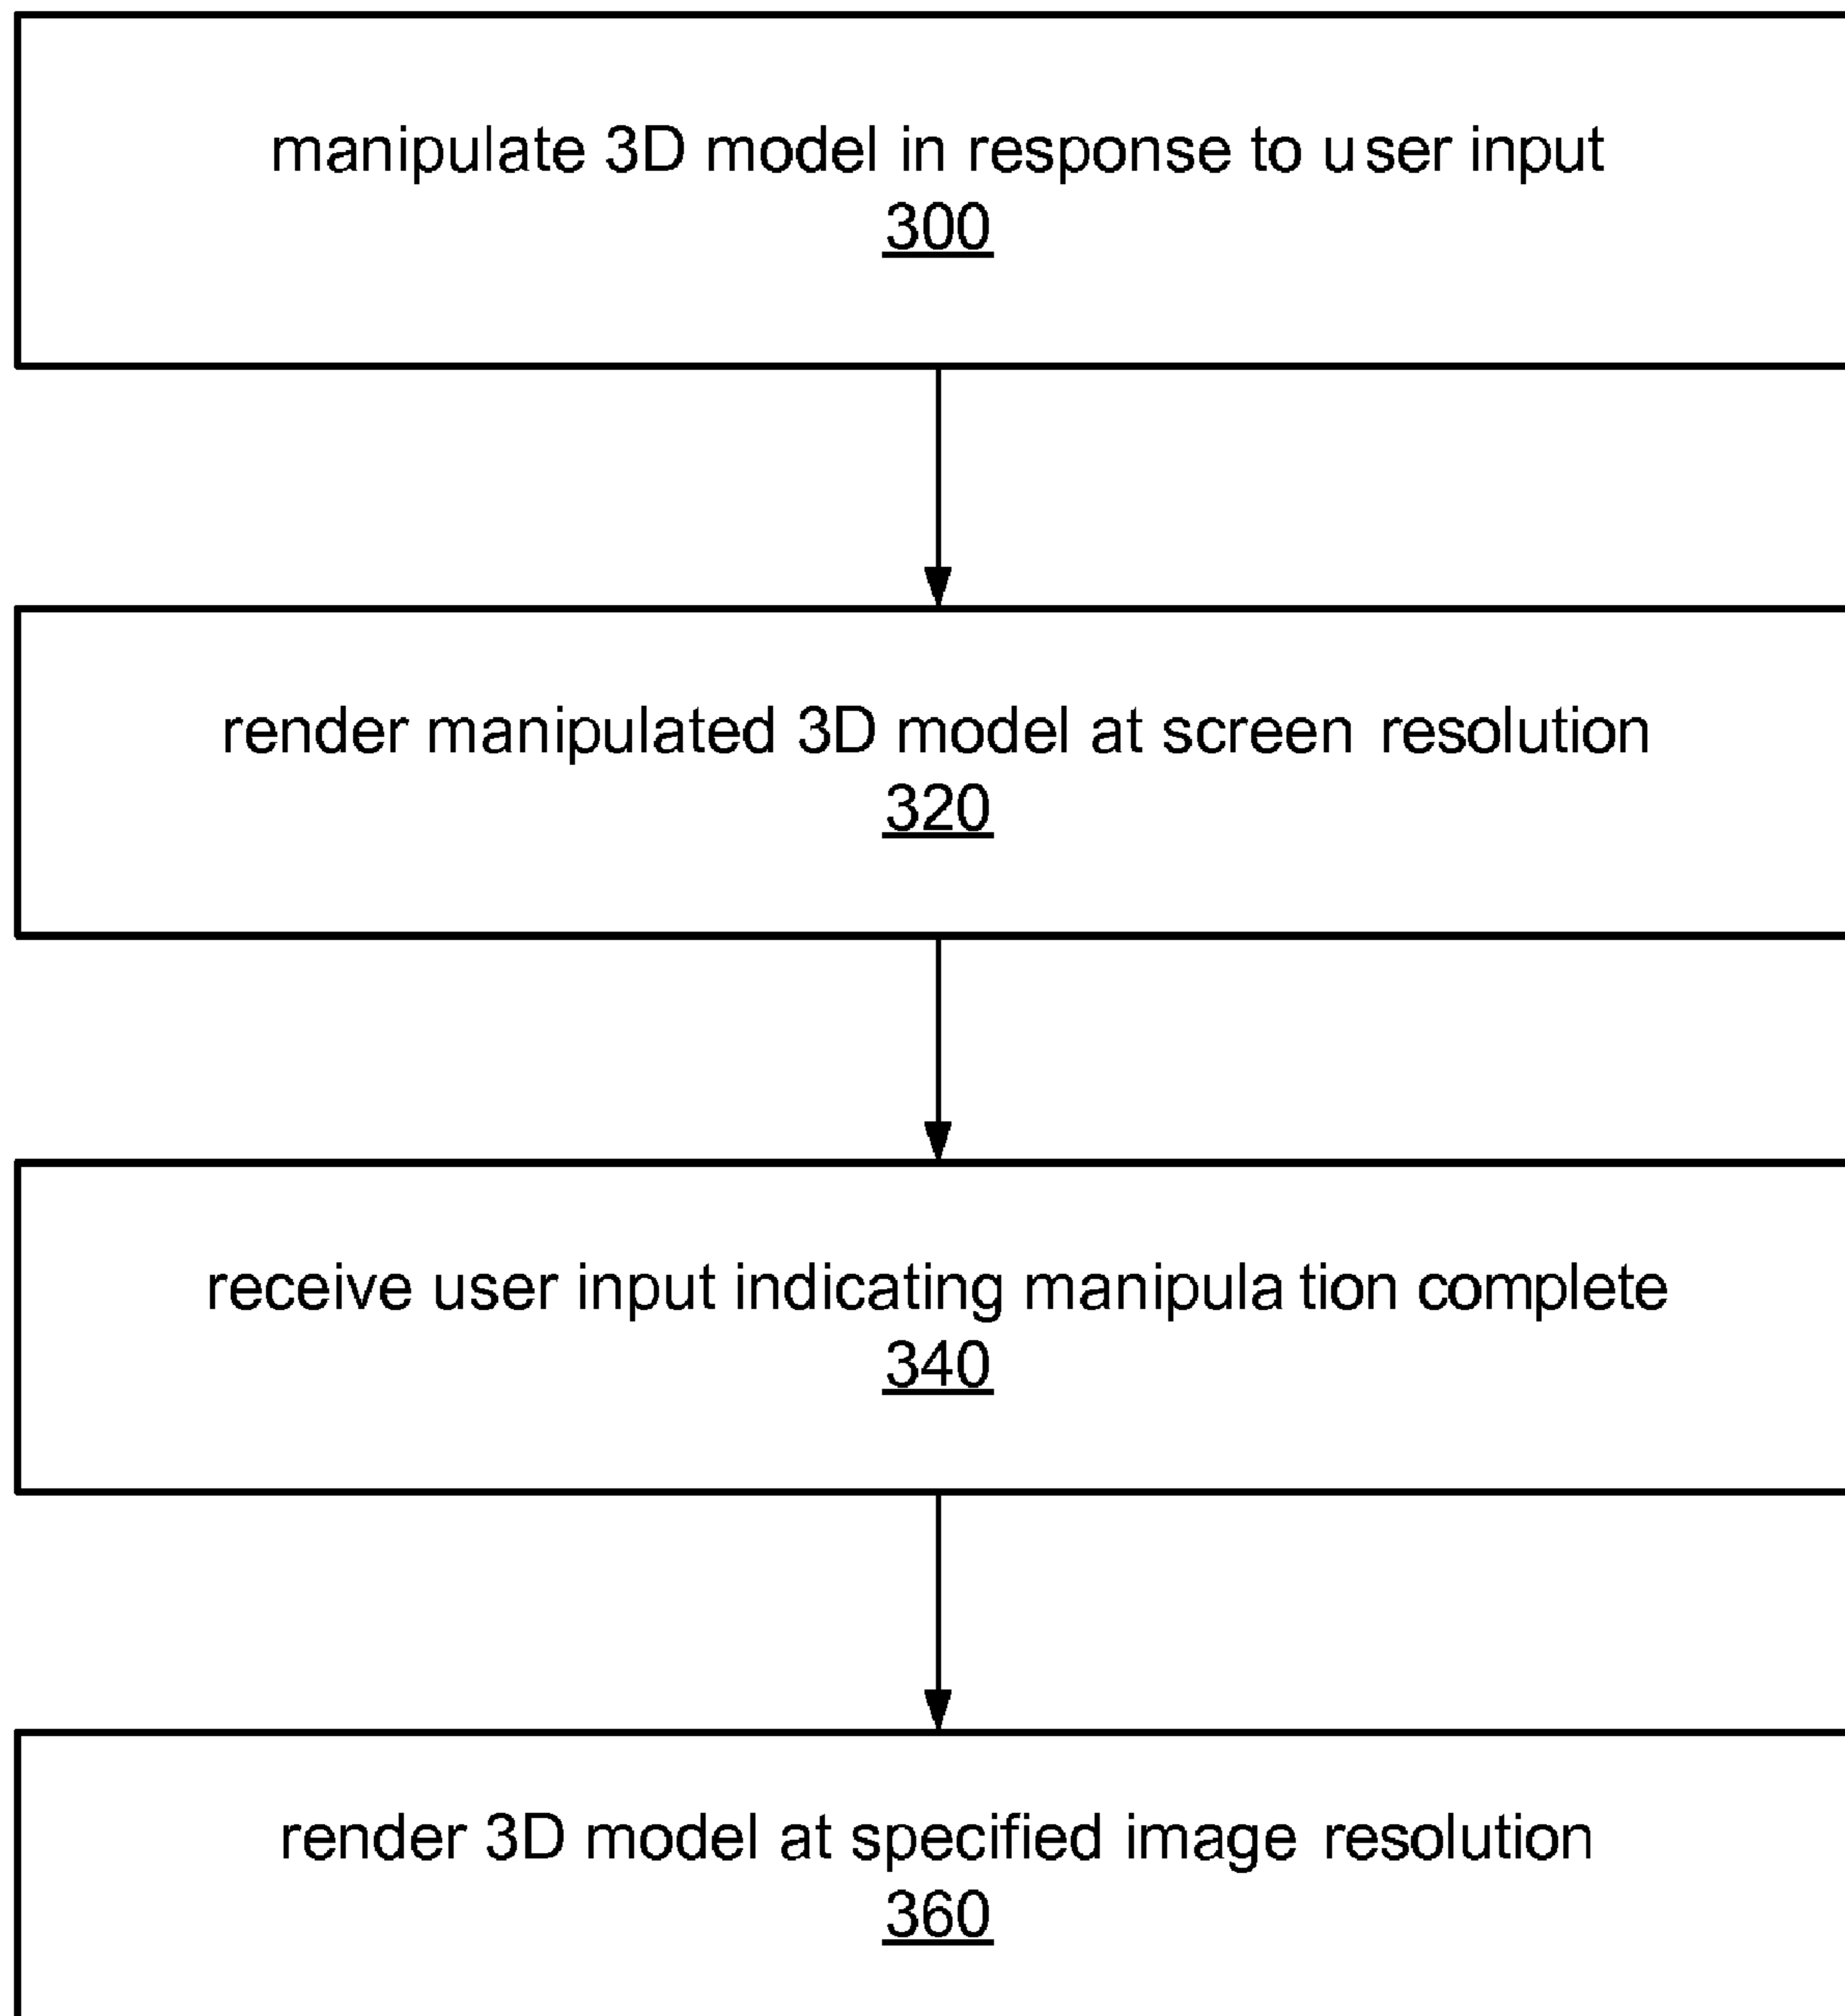 manipulate 3D model in response to user input
300
render manipulated 3D model at screen resolution
320
receive user input indicating manipulation complete
340
render 3D model at specified image resolution
360